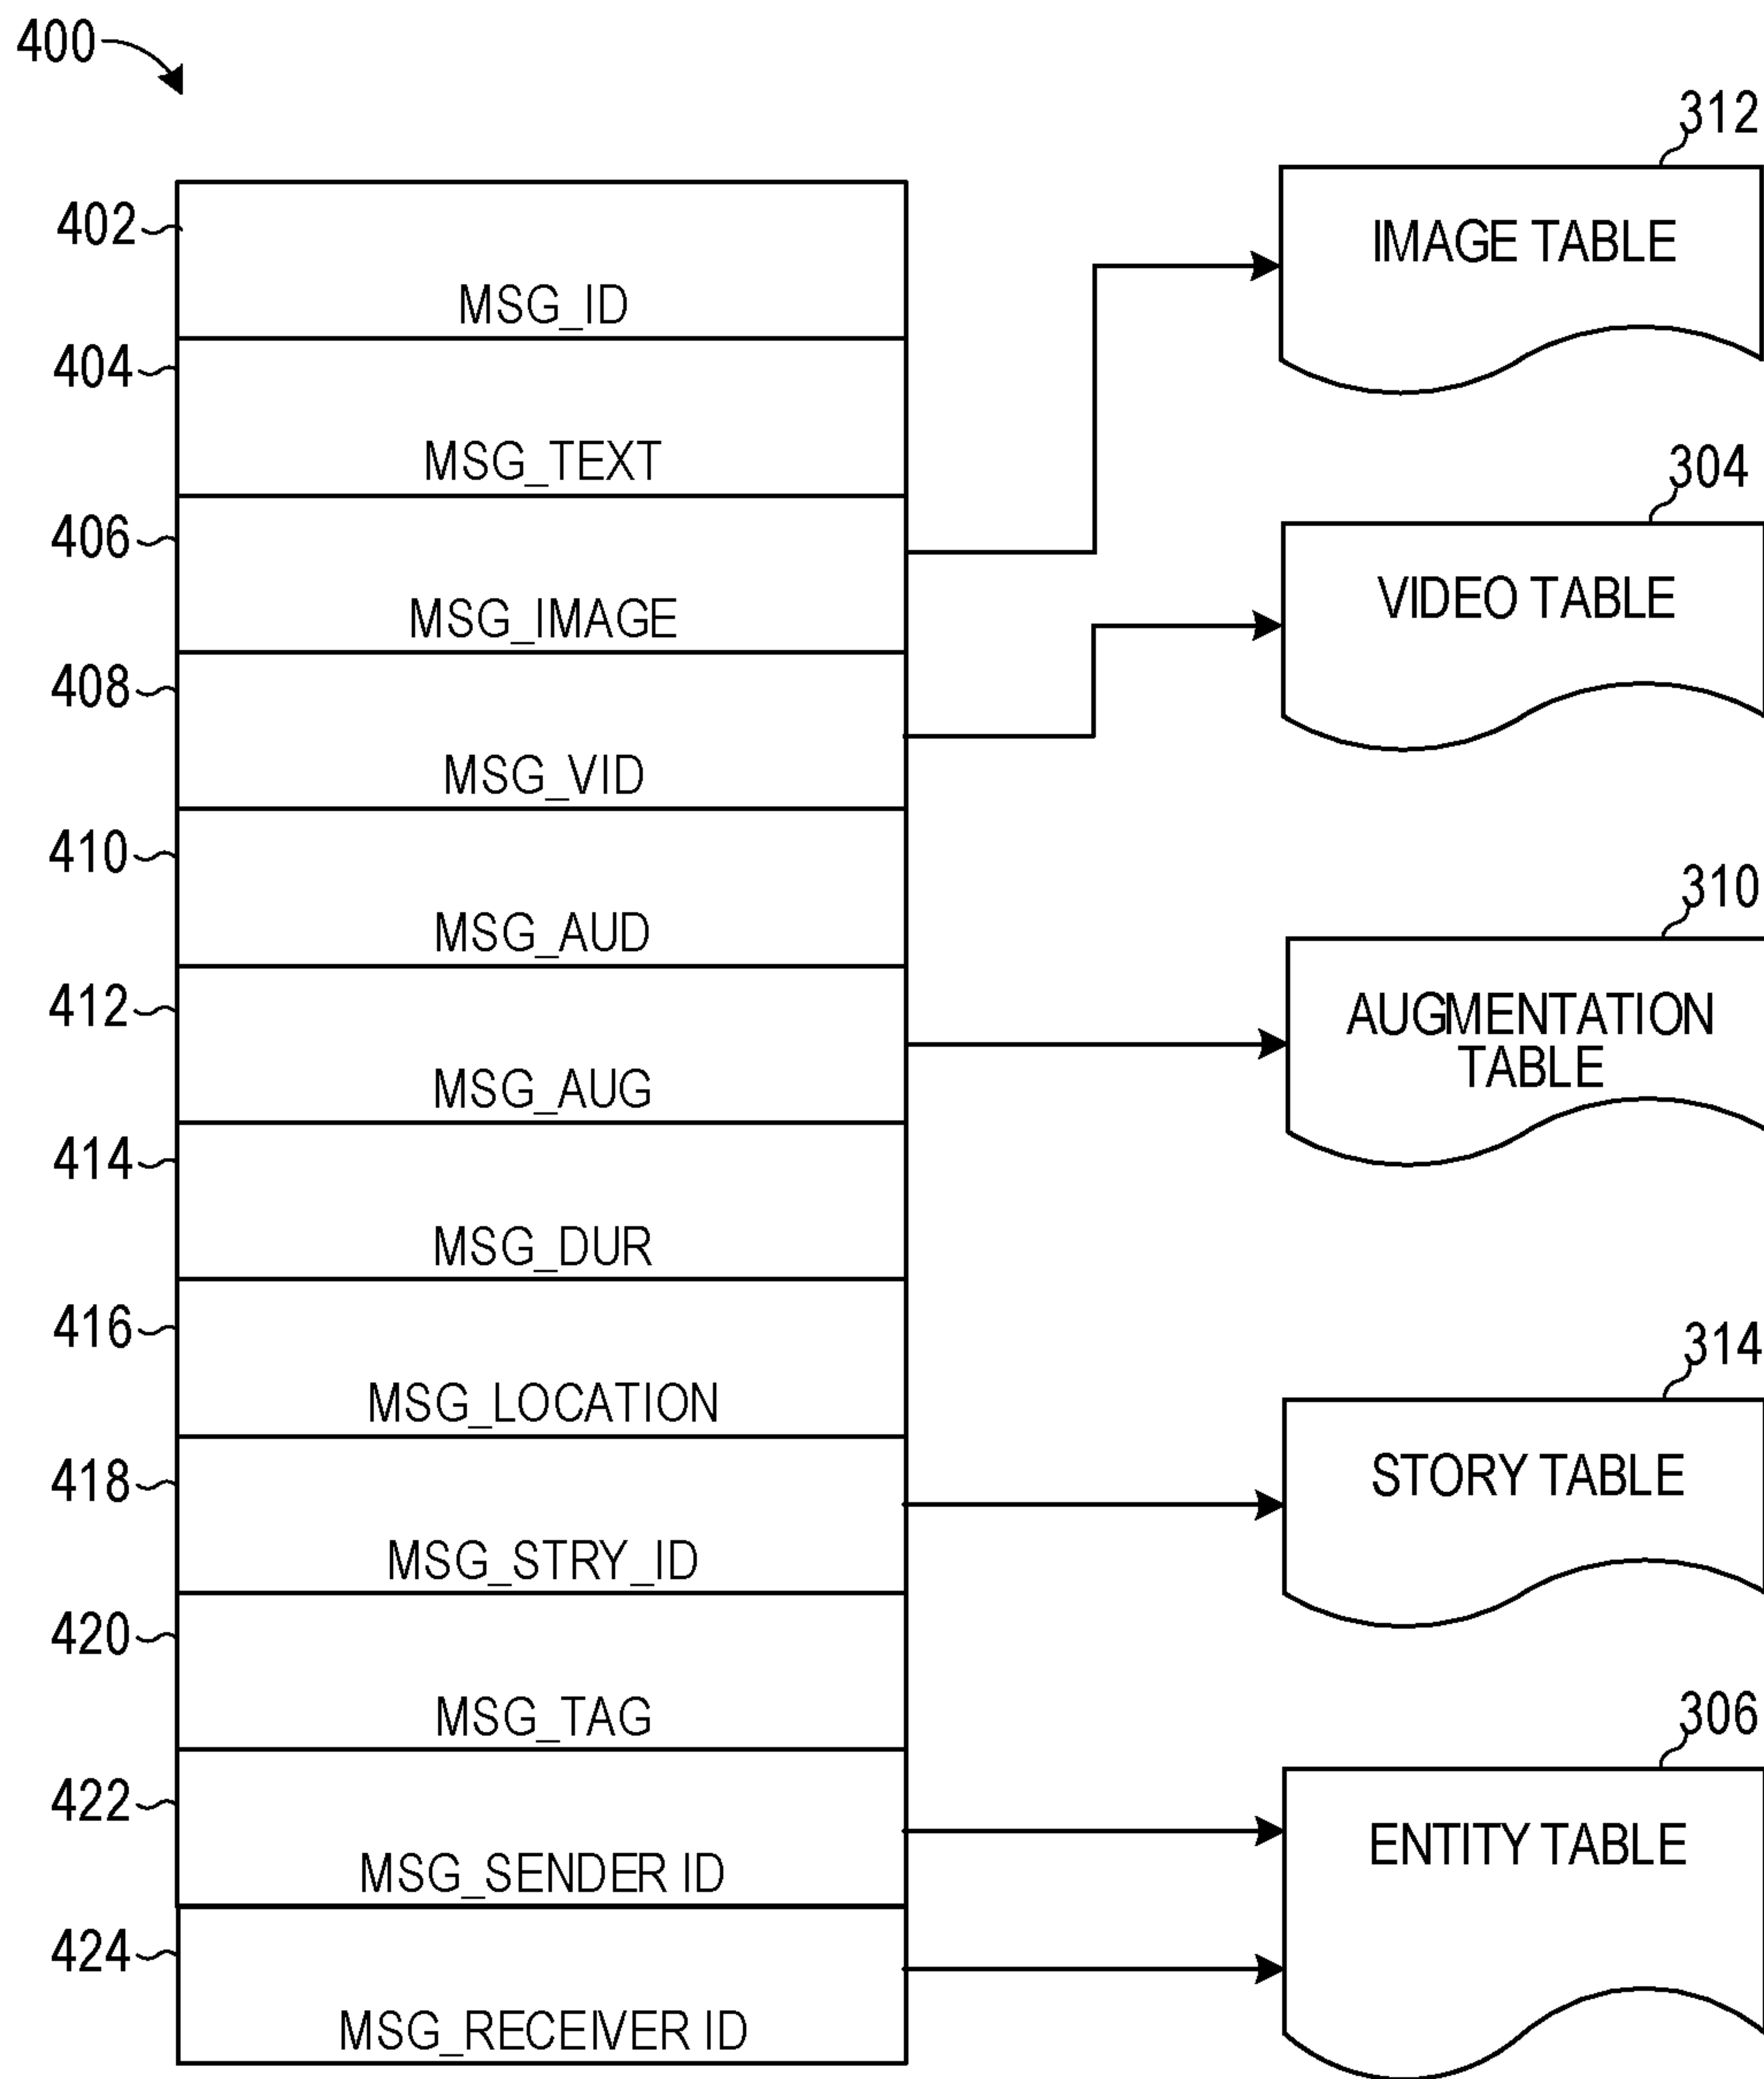 400
402
MSG_ID
404
MSG_TEXT
406
MSG_IMAGE
408
MSG_VID
410
MSG_AUD
412
MSG_AUG
414
MSG_DUR
416
MSG_LOCATION
418
MSG_STRY_ID
420
MSG_TAG
422
MSG_SENDER ID
424
MSG_RECEIVER ID
312
IMAGE TABLE
304
VIDEO TABLE
310
AUGMENTATION
TABLE
314
STORY TABLE
306
ENTITY TABLE